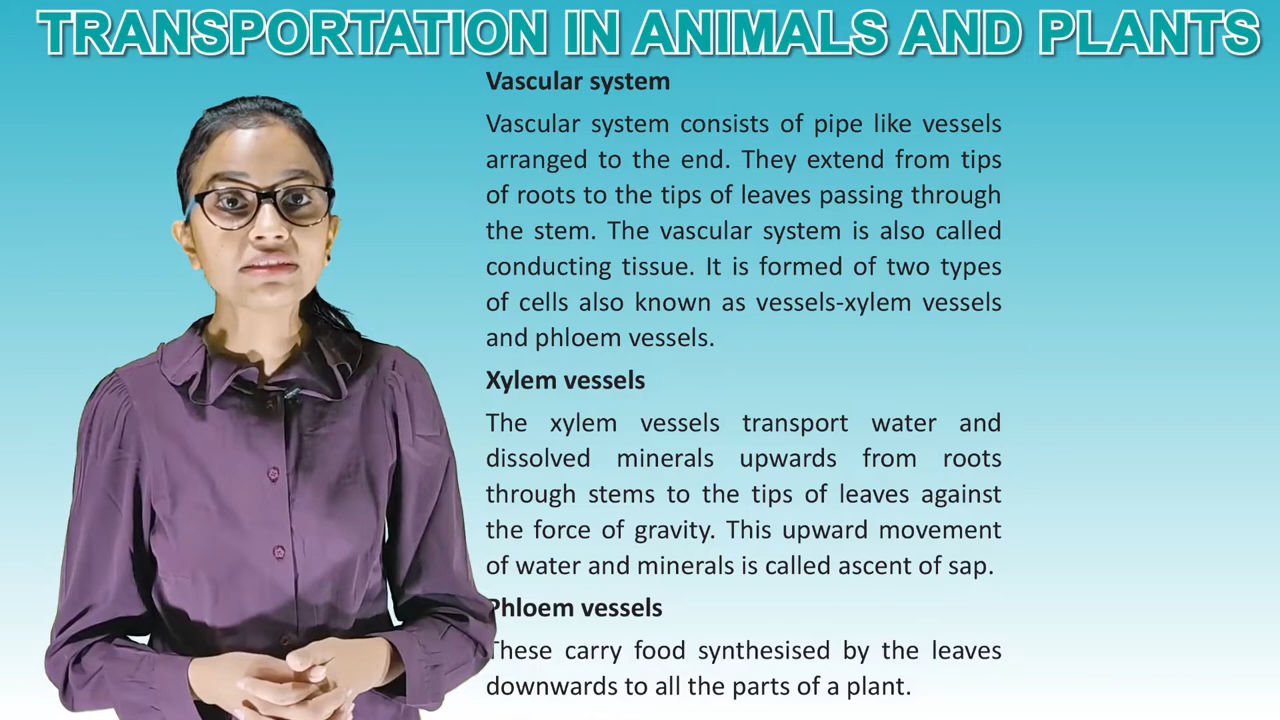 TRANSPORTATION IN ANIMALS AND PLANTS
Vascular system
Vascular system consists of pipe like vessels
arranged to the end. They extend from tips
of roots to the tips of leaves passing through
the stem. The vascular system is also called
conducting tissue. It is formed of two types
of cells also known as vessels-xylem vessels
and phloem vessels.
Xylem vessels
The xylem vessels transport water and
dissolved minerals upwards from roots
through stems to the tips of leaves against
the force of gravity. This upward movement
of water and minerals is called ascent of sap.
Phloem vessels
These carry food synthesised by the leaves
downwards to all the parts of a plant.